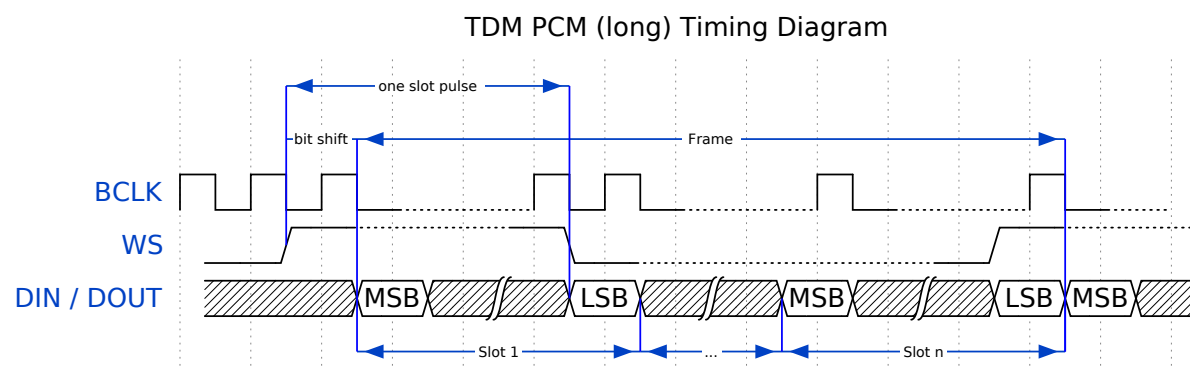 TDM PCM (long) Timing Diagram
one slot pulse
bit shift
Frame
BCLK
WS
DIN / DOUT
MSB
LSB
MSB
LSB
MSB
Slot 1
...
Slot n